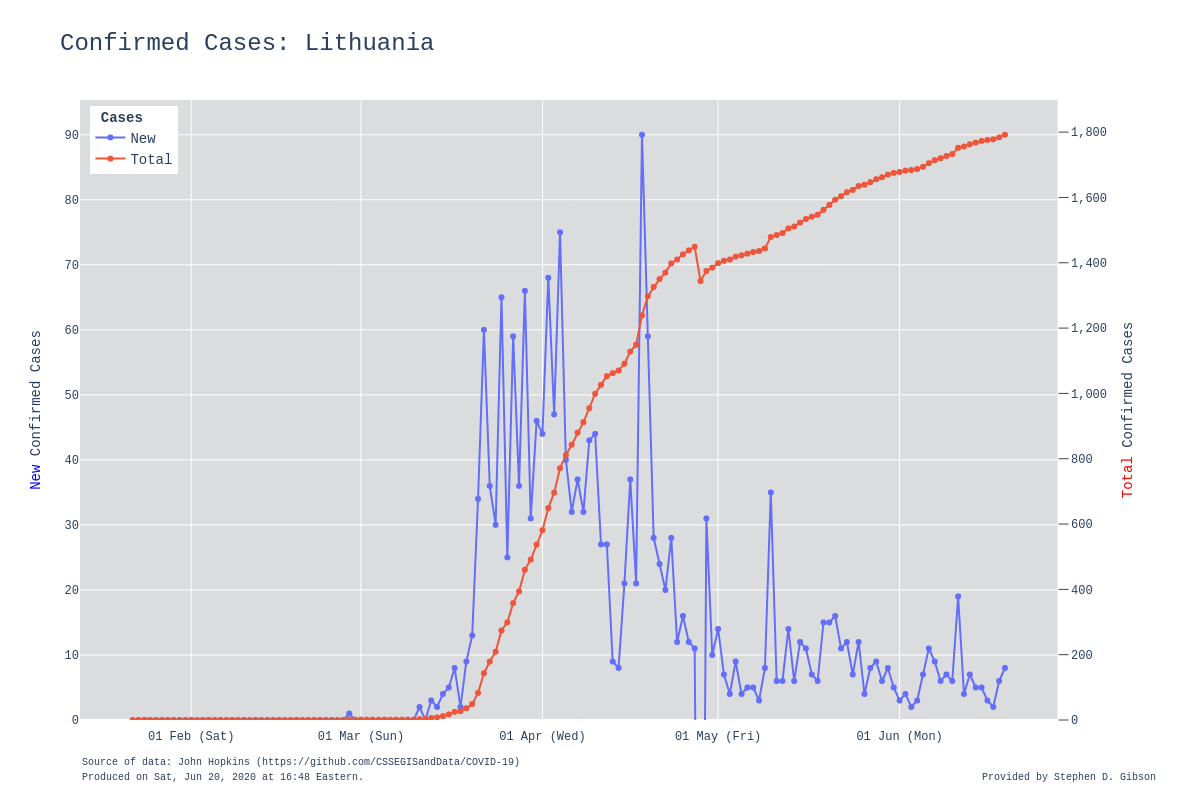 Confirmed Cases: Lithuania
Cases
New
Total
90
80
70
60
50
40
30
20
10
0
New Confirmed Cases
1,800
1,600
1,400
1,200
1,000
800
600
400
200
0
Total Confirmed Cases
01 Feb (Sat)
01 Mar (Sun)
01 Apr (Wed)
01 May (Fri)
01 Jun (Mon)
Source of data: John Hopkins (https://github.com/CSSEGISandData/COVID-19)
Produced on Sat, Jun 20, 2020 at 16:48 Eastern.
Provided by Stephen D. Gibson